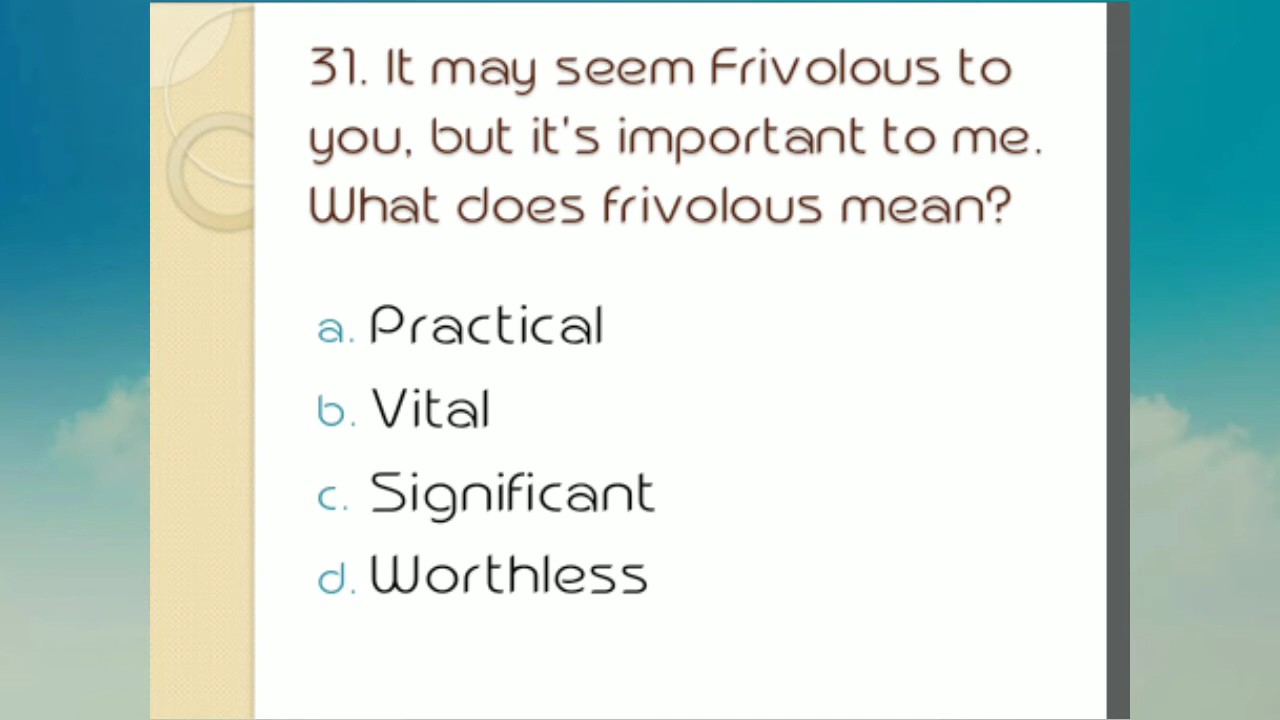 31. It may seem Frivolous to
you, but it's important to me.
What does frivolous mean?
a. Practical
b. Vital
c. Significant
d. Worthless